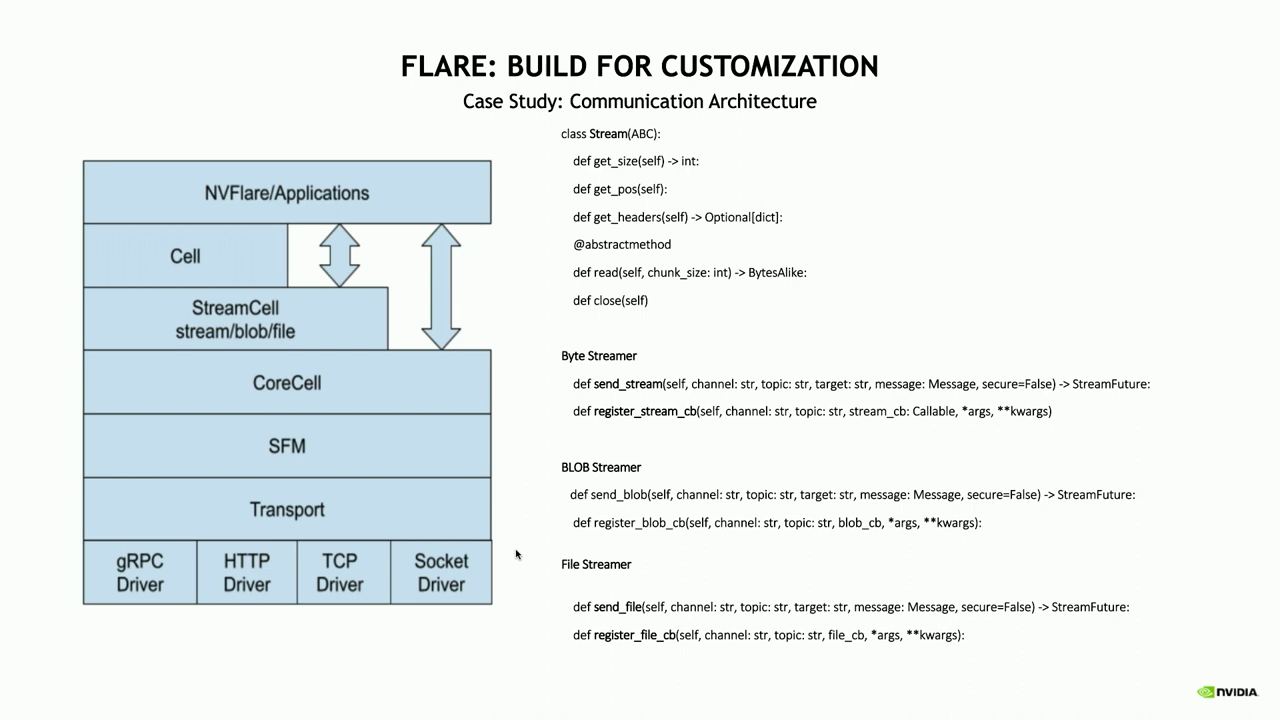 FLARE: BUILD FOR CUSTOMIZATION
Case Study: Communication Architecture
NVFlare/Applications
Cell
StreamCell
stream/blob/file
CoreCell
SFM
Transport
gRPC
Driver
HTTP
Driver
TCP
Driver
Socket
Driver
class Stream(ABC):
def get_size(self) -> int:
def get_pos(self):
def get_headers(self) -> Optional[dict]:
@abstractmethod
def read(self, chunk_size: int) -> BytesAlike:
def close(self)
Byte Streamer
def send_stream(self, channel: str, topic: str, target: str, message: Message, secure=False) -> StreamFuture:
def register_stream_cb(self, channel: str, topic: str, stream_cb: Callable, *args, **kwargs)
BLOB Streamer
def send_blob(self, channel: str, topic: str, target: str, message: Message, secure=False) -> StreamFuture:
def register_blob_cb(self, channel: str, topic: str, blob_cb, *args, **kwargs):
File Streamer
def send_file(self, channel: str, topic: str, target: str, message: Message, secure=False) -> StreamFuture:
def register_file_cb(self, channel: str, topic: str, file_cb, *args, **kwargs):
NVIDIA